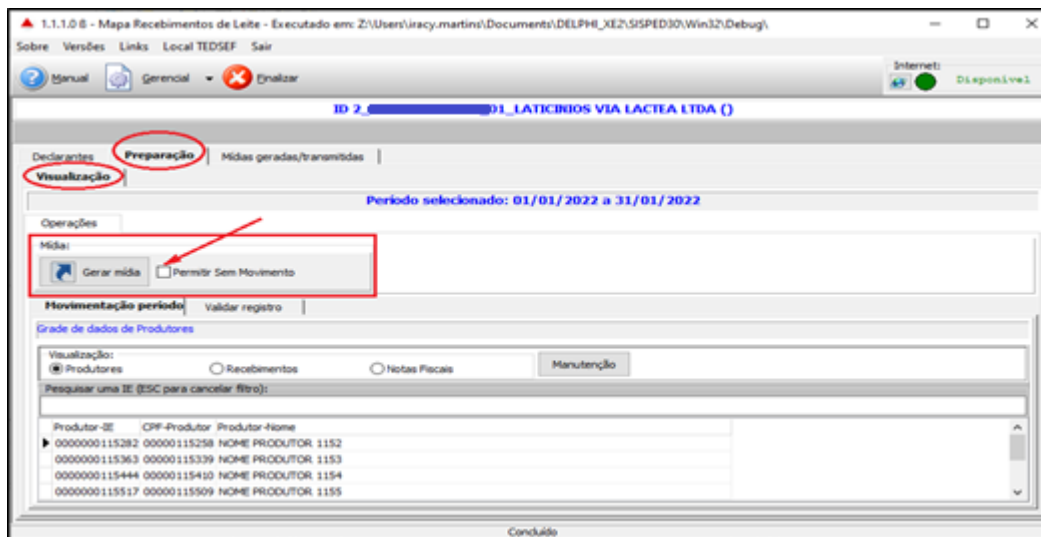 1.1.1.0 8 - Mapa Recebimentos de Leite - Executado em: Z:\Users\iracy.martins\Documents\DELPHI_XE2\SISPED30\Win32\Debug\
Sobre Versões Links Local TEDSEF Sair
Manual Gerencial Finalizar
Internet:
Disponível
ID 2_ 01_LATICINIOS VIA LACTEA LTDA ()
Declarantes Preparação Mídias geradas/transmitidas
Visualização
Período selecionado: 01/01/2022 a 31/01/2022
Operações
Mídia:
Gerar mídia Permitir Sem Movimento
Movimentação período Validar registro
Grade de dados de Produtores
Visualização:
Produtores Recebimentos Notas Fiscais Manutenção
Pesquisar uma IE (ESC para cancelar filtro):
Produtor-IE CPF-Produtor Produtor-Nome
0000000115282 00000115258 NOME PRODUTOR 1152
0000000115363 00000115339 NOME PRODUTOR 1153
0000000115444 00000115410 NOME PRODUTOR 1154
0000000115517 00000115509 NOME PRODUTOR 1155
Concluído